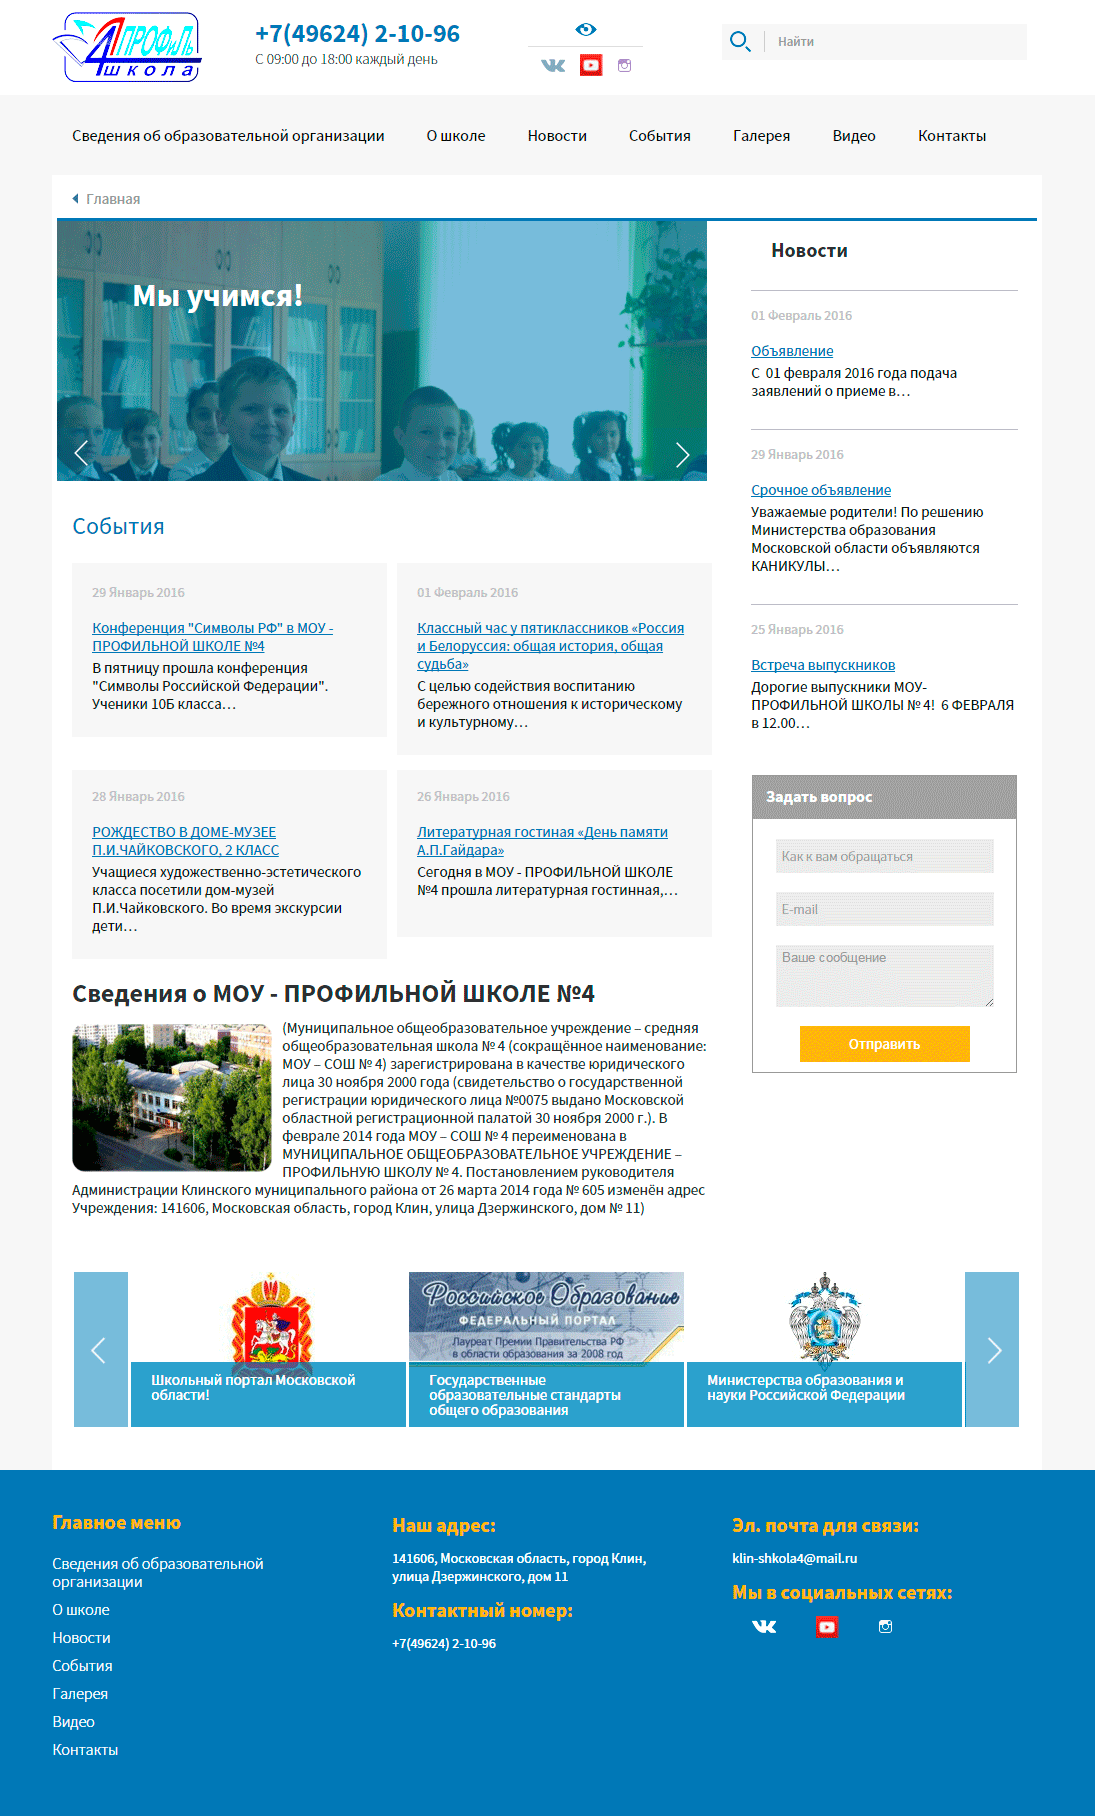 4 ПРОФИЛЬ
школа
+7(49624) 2-10-96
С 09:00 до 18:00 каждый день
Найти
Сведения об образовательной организации
О школе
Новости
События
Галерея
Видео
Контакты
Главная
Мы учимся!
События
29 Январь 2016
Конференция "Символы РФ" в МОУ -
ПРОФИЛЬНОЙ ШКОЛЕ №4
В пятницу прошла конференция
"Символы Российской Федерации".
Ученики 10Б класса…
01 Февраль 2016
Классный час у пятиклассников «Россия
и Белоруссия: общая история, общая
судьба»
С целью содействия воспитанию
бережного отношения к историческому
и культурному…
28 Январь 2016
РОЖДЕСТВО В ДОМЕ-МУЗЕЕ
П.И.ЧАЙКОВСКОГО, 2 КЛАСС
Учащиеся художественно-эстетического
класса посетили дом-музей
П.И.Чайковского. Во время экскурсии
дети…
26 Январь 2016
Литературная гостиная «День памяти
А.П.Гайдара»
Сегодня в МОУ - ПРОФИЛЬНОЙ ШКОЛЕ
№4 прошла литературная гостинная,…
Новости
01 Февраль 2016
Объявление
С  01 февраля 2016 года подача
заявлений о приеме в…
29 Январь 2016
Срочное объявление
Уважаемые родители! По решению
Министерства образования
Московской области объявляются
КАНИКУЛЫ…
25 Январь 2016
Встреча выпускников
Дорогие выпускники МОУ-
ПРОФИЛЬНОЙ ШКОЛЫ № 4!  6 ФЕВРАЛЯ
в 12.00…
Задать вопрос
Как к вам обращаться
E-mail
Ваше сообщение
Отправить
Сведения о МОУ - ПРОФИЛЬНОЙ ШКОЛЕ №4
(Муниципальное общеобразовательное учреждение – средняя
общеобразовательная школа № 4 (сокращённое наименование:
МОУ – СОШ № 4) зарегистрирована в качестве юридического
лица 30 ноября 2000 года (свидетельство о государственной
регистрации юридического лица №0075 выдано Московской
областной регистрационной палатой 30 ноября 2000 г.). В
феврале 2014 года МОУ – СОШ № 4 переименована в
МУНИЦИПАЛЬНОЕ ОБЩЕОБРАЗОВАТЕЛЬНОЕ УЧРЕЖДЕНИЕ –
ПРОФИЛЬНУЮ ШКОЛУ № 4. Постановлением руководителя
Администрации Клинского муниципального района от 26 марта 2014 года № 605 изменён адрес
Учреждения: 141606, Московская область, город Клин, улица Дзержинского, дом № 11)
Школьный портал Московской
области!
Российское Образование
ФЕДЕРАЛЬНЫЙ ПОРТАЛ
Лауреат Премии Правительства РФ
в области образования за 2008 год
Государственные
образовательные стандарты
общего образования
Министерства образования и
науки Российской Федерации
Главное меню
Сведения об образовательной
организации
О школе
Новости
События
Галерея
Видео
Контакты
Наш адрес:
141606, Московская область, город Клин,
улица Дзержинского, дом 11
Контактный номер:
+7(49624) 2-10-96
Эл. почта для связи:
klin-shkola4@mail.ru
Мы в социальных сетях: